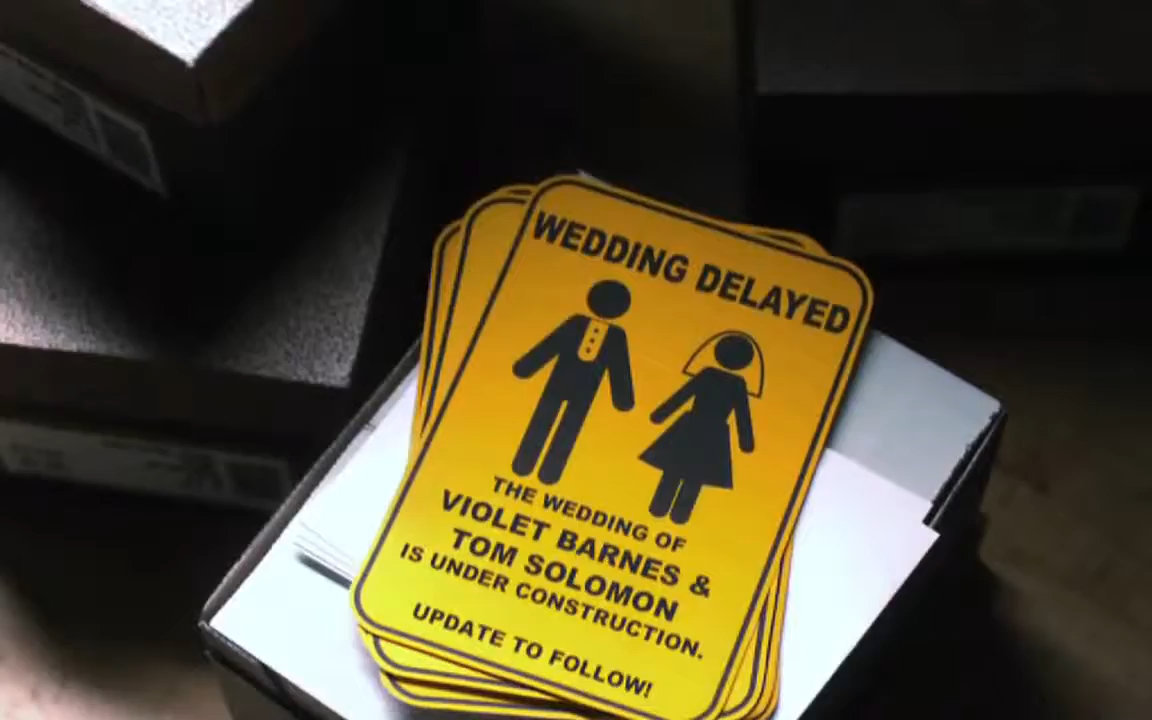 WEDDING DELAYED
THE WEDDING OF
VIOLET BARNES &
TOM SOLOMON
IS UNDER CONSTRUCTION.
UPDATE TO FOLLOW!